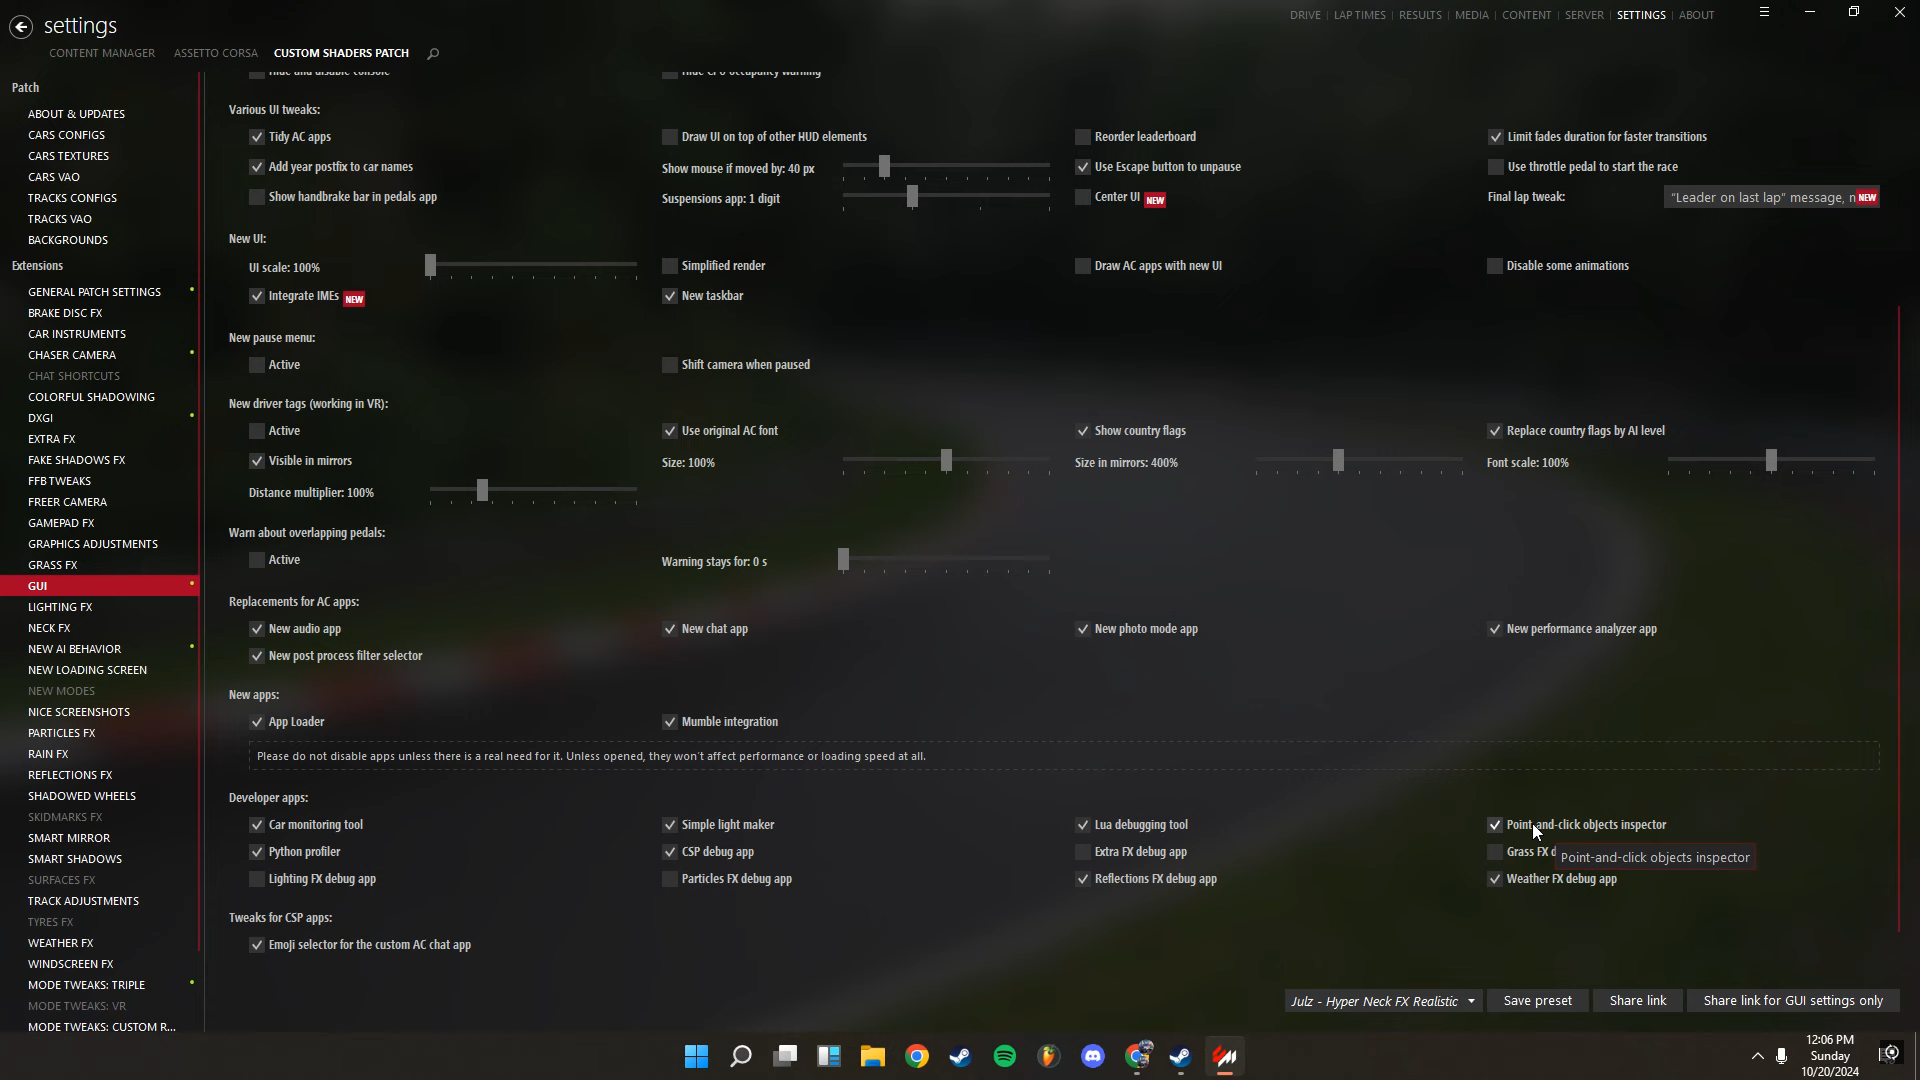 settings
DRIVE | LAP TIMES | RESULTS | MEDIA | CONTENT | SERVER | SETTINGS | ABOUT
CONTENT MANAGER ASSETTO CORSA CUSTOM SHADERS PATCH
Patch
ABOUT & UPDATES
CARS CONFIGS
CARS TEXTURES
CARS VAO
TRACKS CONFIGS
TRACKS VAO
BACKGROUNDS
Extensions
GENERAL PATCH SETTINGS
BRAKE DISC FX
CAR INSTRUMENTS
CHASER CAMERA
CHAT SHORTCUTS
COLORFUL SHADOWING
DXGI
EXTRA FX
FAKE SHADOWS FX
FFB TWEAKS
FREER CAMERA
GAMEPAD FX
GRAPHICS ADJUSTMENTS
GRASS FX
GUI
LIGHTING FX
NECK FX
NEW AI BEHAVIOR
NEW LOADING SCREEN
NEW MODES
NICE SCREENSHOTS
PARTICLES FX
RAIN FX
REFLECTIONS FX
SHADOWED WHEELS
SKIDMARKS FX
SMART MIRROR
SMART SHADOWS
SURFACES FX
TRACK ADJUSTMENTS
TYRES FX
WEATHER FX
WINDSCREEN FX
MODE TWEAKS: TRIPLE
MODE TWEAKS: VR
MODE TWEAKS: CUSTOM R...
Hide and disable console Hide CPU occupancy warning
Various UI tweaks:
Tidy AC apps Draw UI on top of other HUD elements Reorder leaderboard Limit fades duration for faster transitions
Add year postfix to car names Show mouse if moved by: 40 px Use Escape button to unpause Use throttle pedal to start the race
Show handbrake bar in pedals app Suspensions app: 1 digit Center UI NEW Final lap tweak: “Leader on last lap” message, n NEW
New UI:
UI scale: 100% Simplified render Draw AC apps with new UI Disable some animations
Integrate IMEs NEW New taskbar
New pause menu:
Active Shift camera when paused
New driver tags (working in VR):
Active Use original AC font Show country flags Replace country flags by AI level
Visible in mirrors Size: 100% Size in mirrors: 400% Font scale: 100%
Distance multiplier: 100%
Warn about overlapping pedals:
Active Warning stays for: 0 s
Replacements for AC apps:
New audio app New chat app New photo mode app New performance analyzer app
New post process filter selector
New apps:
App Loader Mumble integration
Please do not disable apps unless there is a real need for it. Unless opened, they won't affect performance or loading speed at all.
Developer apps:
Car monitoring tool Simple light maker Lua debugging tool Point-and-click objects inspector
Python profiler CSP debug app Extra FX debug app Grass FX d
Point-and-click objects inspector
Lighting FX debug app Particles FX debug app Reflections FX debug app Weather FX debug app
Tweaks for CSP apps:
Emoji selector for the custom AC chat app
Julz - Hyper Neck FX Realistic Save preset Share link Share link for GUI settings only
12:06 PM
Sunday
10/20/2024